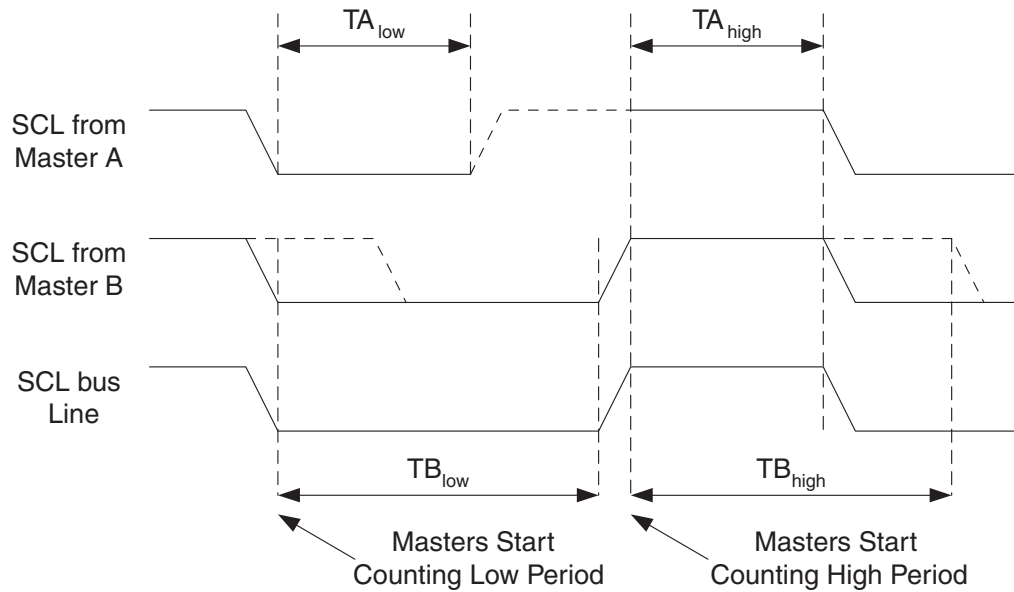 TA low
TA high
SCL from
Master A
SCL from
Master B
SCL bus
Line
TB low
TB high
Masters Start
Counting Low Period
Masters Start
Counting High Period